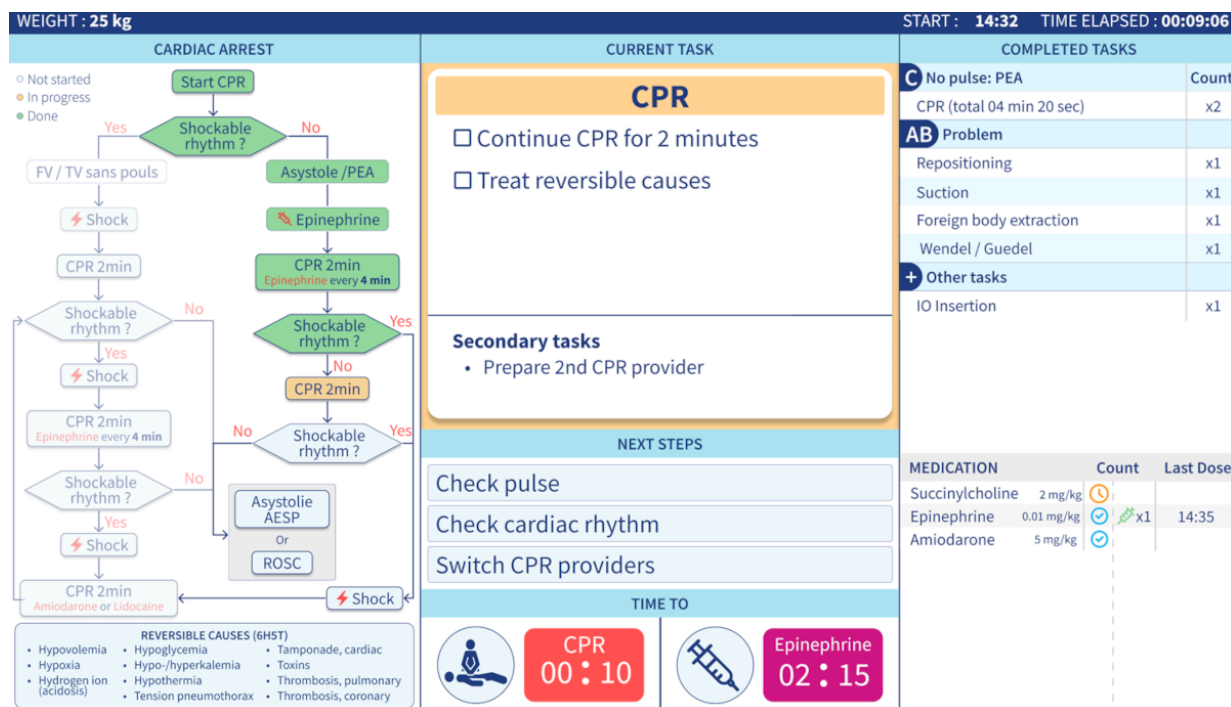 WEIGHT : 25 kg
START : 14:32 TIME ELAPSED : 00:09:06
CARDIAC ARREST
Not started
In progress
Done
Start CPR
Shockable
rhythm ?
Yes
No
FV / TV sans pouls
Shock
CPR 2min
Shockable
rhythm ?
No
Yes
Shock
CPR 2min
Epinephrine every 4 min
Shockable
rhythm ?
No
Yes
Shock
CPR 2min
Amiodarone or Lidocaine
Asystole /PEA
Epinephrine
CPR 2min
Epinephrine every 4 min
Shockable
rhythm ?
Yes
No
CPR 2min
No
Shockable
rhythm ?
Yes
Asystolie
AESP
Or
ROSC
Shock
REVERSIBLE CAUSES (6H5T)
• Hypovolemia
• Hypoxia
• Hydrogen ion
(acidosis)
• Hypoglycemia
• Hypo-/hyperkalemia
• Hypothermia
• Tension pneumothorax
• Tamponade, cardiac
• Toxins
• Thrombosis, pulmonary
• Thrombosis, coronary
CURRENT TASK
CPR
Continue CPR for 2 minutes
Treat reversible causes
Secondary tasks
• Prepare 2nd CPR provider
NEXT STEPS
Check pulse
Check cardiac rhythm
Switch CPR providers
TIME TO
CPR
00 : 10
Epinephrine
02 : 15
COMPLETED TASKS
C No pulse: PEA Count
CPR (total 04 min 20 sec) x2
AB Problem
Repositioning x1
Suction x1
Foreign body extraction x1
Wendel / Guedel x1
+ Other tasks
IO Insertion x1
MEDICATION Count Last Dose
Succinylcholine 2 mg/kg
Epinephrine 0.01 mg/kg x1 14:35
Amiodarone 5 mg/kg